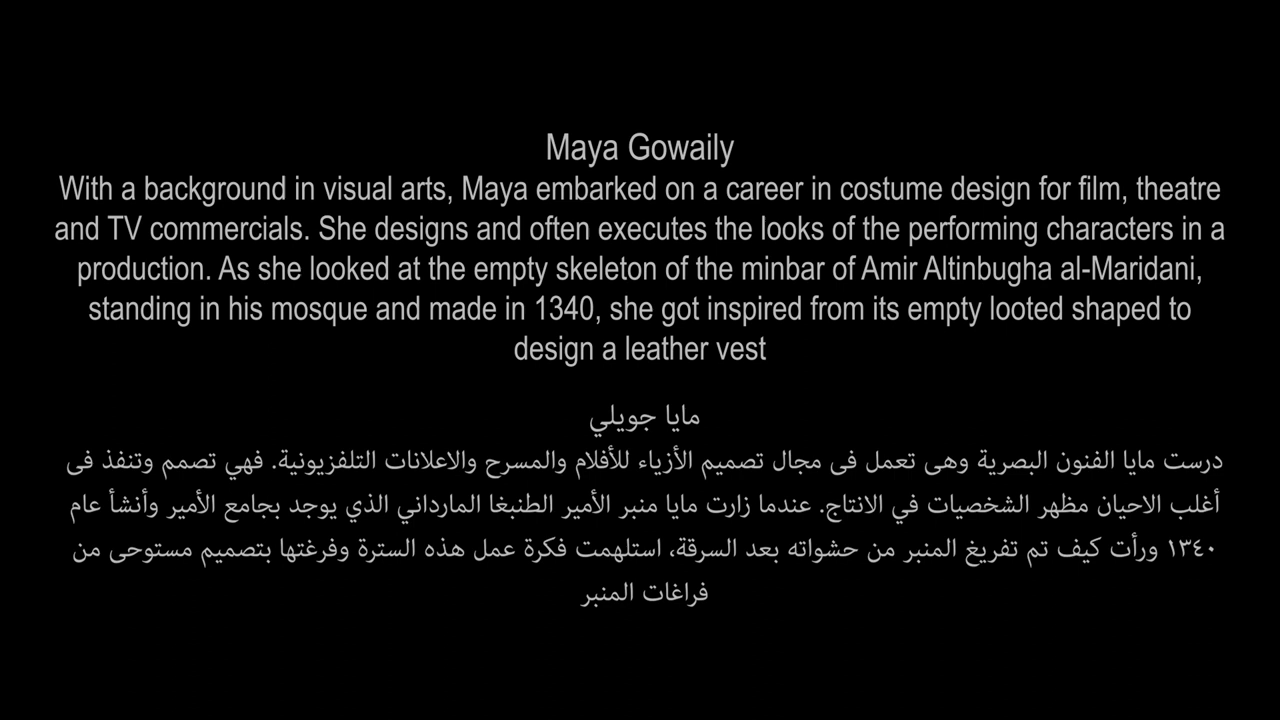 Maya Gowaily
With a background in visual arts, Maya embarked on a career in costume design for film, theatre
and TV commercials. She designs and often executes the looks of the performing characters in a
production. As she looked at the empty skeleton of the minbar of Amir Altinbugha al-Maridani,
standing in his mosque and made in 1340, she got inspired from its empty looted shaped to
design a leather vest
مايا جويلي
درست مايا الفنون البصرية وهى تعمل فى مجال تصميم الأزياء للأفلام والمسرح والاعلانات التلفزيونية. فهي تصمم وتنفذ فى
أغلب الاحيان مظهر الشخصيات في الانتاج. عندما زارت مايا منبر الأمير الطنبغا المارداني الذي يوجد بجامع الأمير وأنشأ عام
١٣٤٠ ورأت كيف تم تفريغ المنبر من حشواته بعد السرقة، استلهمت فكرة عمل هذه السترة وفرغتها بتصميم مستوحى من
فراغات المنبر